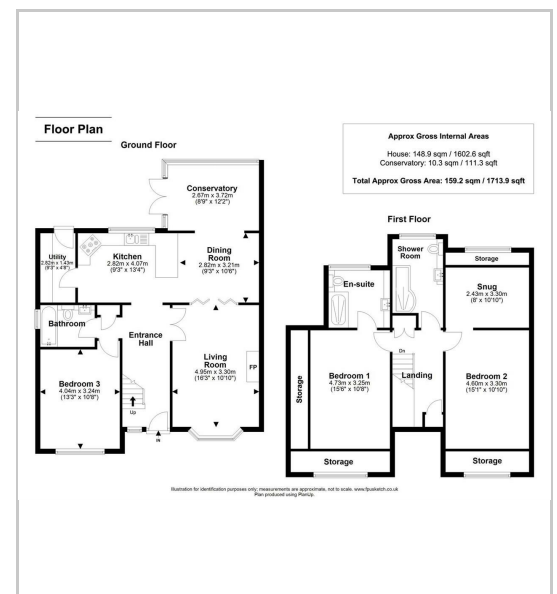 Floor Plan
Ground Floor
Approx Gross Internal Areas
House: 148.9 sqm / 1602.6 sqft
Conservatory: 10.3 sqm / 111.3 sqft
Total Approx Gross Area: 159.2 sqm / 1713.9 sqft
Conservatory
2.67m x 3.72m
(8'9" x 12'2")
Utility
2.82m x 1.43m
(9'3" x 4'8")
Kitchen
2.82m x 4.07m
(9'3" x 13'4")
Dining
Room
2.82m x 3.21m
(9'3" x 10'6")
Bathroom
Entrance
Hall
Living
Room
4.95m x 3.30m
(16'3" x 10'10")
FP
Bedroom 3
4.04m x 3.24m
(13'3" x 10'8")
Up
IN
First Floor
Shower
Room
Storage
En-suite
Snug
2.43m x 3.30m
(8' x 10'10")
Dn
Storage
Bedroom 1
4.73m x 3.25m
(15'6" x 10'8")
Landing
Bedroom 2
4.60m x 3.30m
(15'1" x 10'10")
Storage
Storage
Illustration for identification purposes only; measurements are approximate, not to scale. www.fpusketch.co.uk
Plan produced using PlanUp.